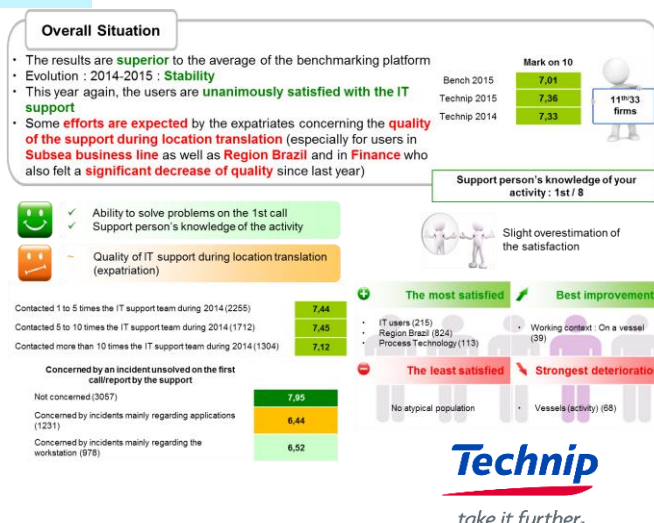 Overall Situation
• The results are superior to the average of the benchmarking platform
• Evolution : 2014-2015 : Stability
• This year again, the users are unanimously satisfied with the IT
support
• Some efforts are expected by the expatriates concerning the quality
of the support during location translation (especially for users in
Subsea business line as well as Region Brazil and in Finance who
also felt a significant decrease of quality since last year)
Mark on 10
Bench 2015 7,01
Technip 2015 7,36
Technip 2014 7,33
11th/33
firms
Support person's knowledge of your
activity : 1st / 8
✓ Ability to solve problems on the 1st call
✓ Support person's knowledge of the activity
~ Quality of IT support during location translation
(expatriation)
Slight overestimation of
the satisfaction
Contacted 1 to 5 times the IT support team during 2014 (2255) 7,44
Contacted 5 to 10 times the IT support team during 2014 (1712) 7,45
Contacted more than 10 times the IT support team during 2014 (1304) 7,12
Concerned by an incident unsolved on the first
call/report by the support
Not concerned (3057) 7,95
Concerned by incidents mainly regarding applications
(1231) 6,44
Concerned by incidents mainly regarding the
workstation (978) 6,52
The most satisfied
• IT users (215)
• Region Brazil (824)
• Process Technology (113)
Best improvement
• Working context : On a vessel
(39)
The least satisfied
No atypical population
Strongest deterioratio
• Vessels (activity) (68)
Technip
take it further.